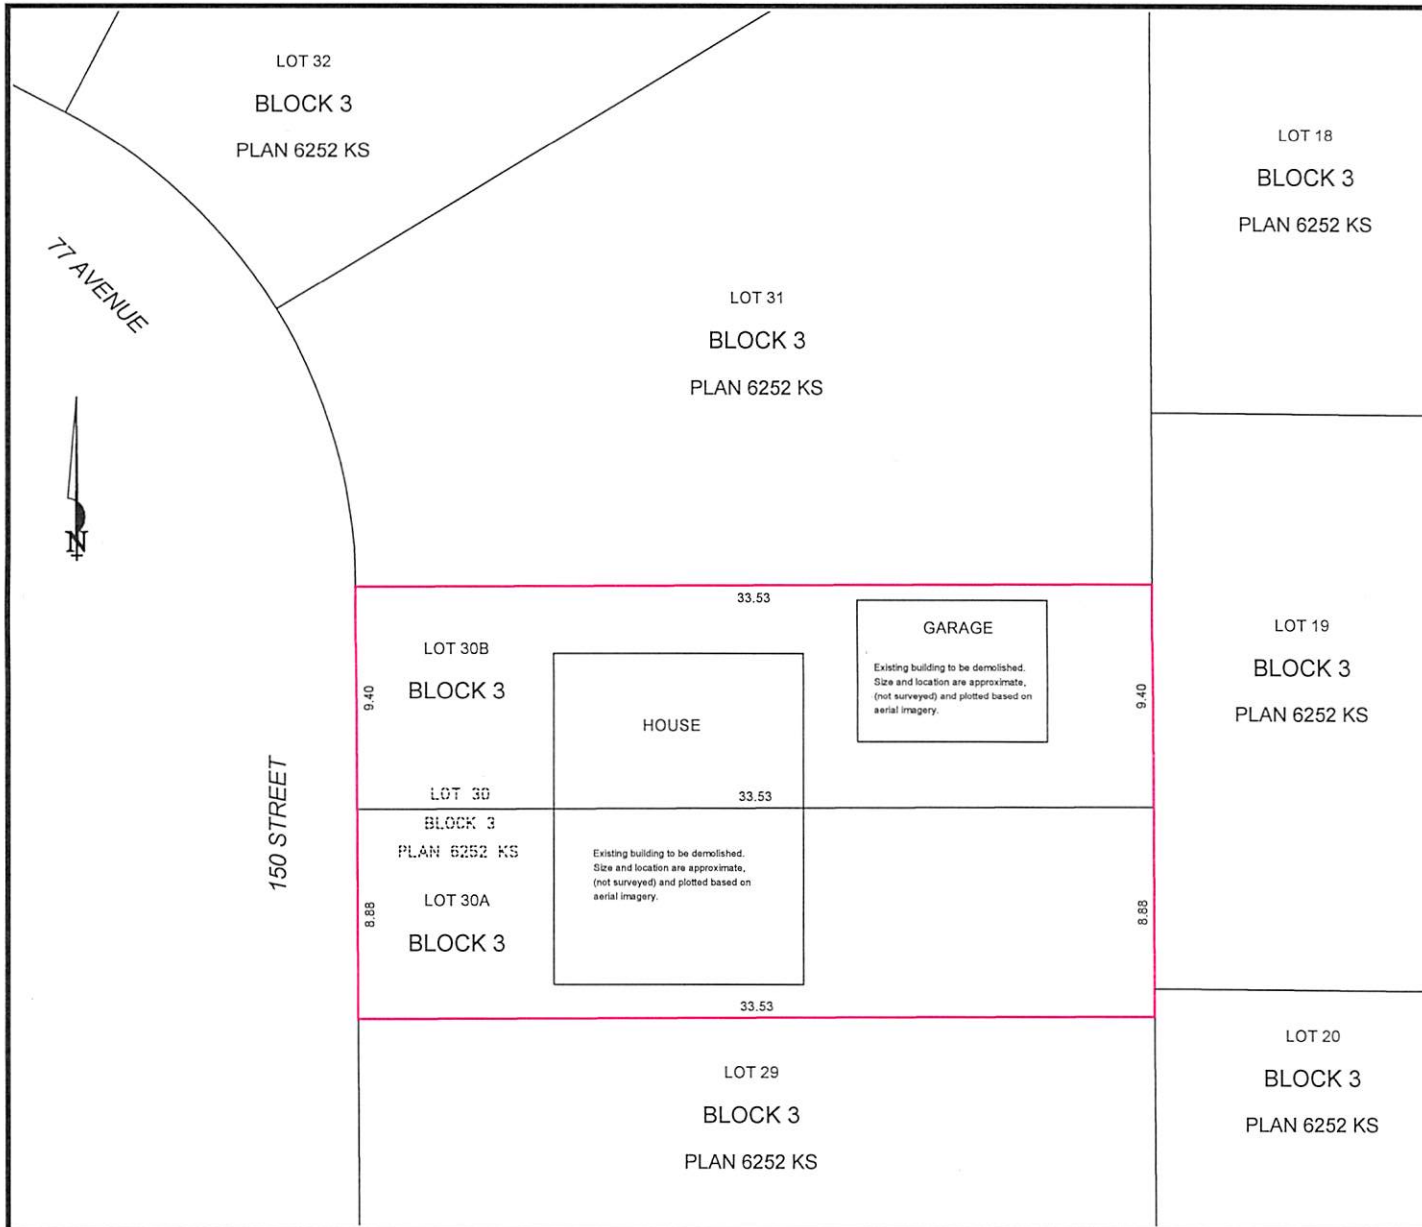 LOT 32
BLOCK 3
PLAN 6252 KS
LOT 18
BLOCK 3
PLAN 6252 KS
77 AVENUE
LOT 31
BLOCK 3
PLAN 6252 KS
N
33.53
GARAGE
Existing building to be demolished.
Size and location are approximate,
(not surveyed) and plotted based on
aerial imagery.
LOT 30B
BLOCK 3
9.40
9.40
HOUSE
LOT 19
BLOCK 3
PLAN 6252 KS
LOT 30
BLOCK 3
PLAN 6252 KS
33.53
150 STREET
Existing building to be demolished.
Size and location are approximate,
(not surveyed) and plotted based on
aerial imagery.
LOT 30A
BLOCK 3
8.88
8.88
33.53
LOT 29
BLOCK 3
PLAN 6252 KS
LOT 20
BLOCK 3
PLAN 6252 KS